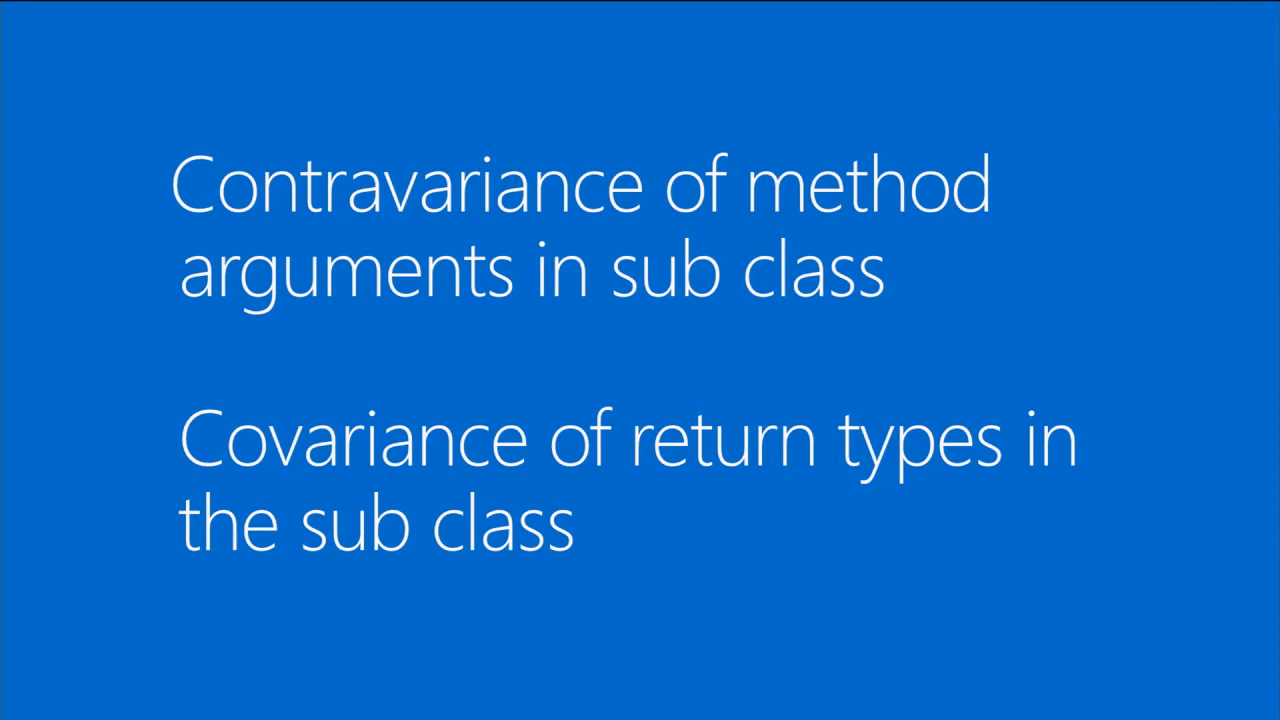 Contravariance of method
arguments in sub class
Covariance of return types in
the sub class